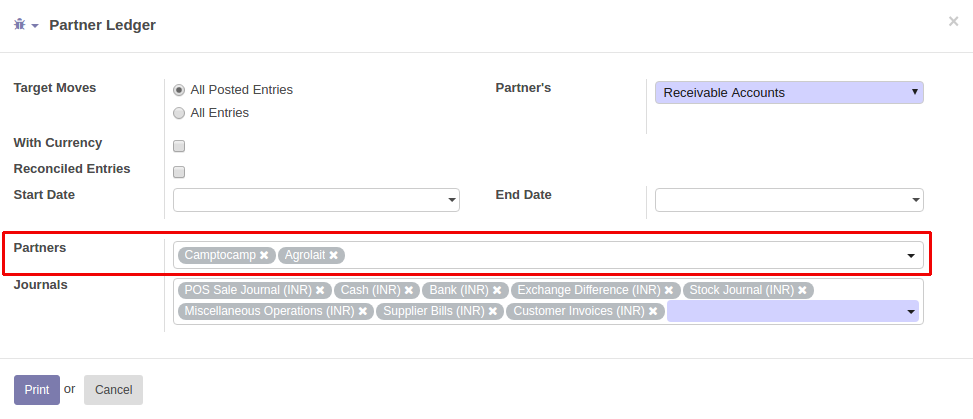 Partner Ledger ×
Target Moves All Posted Entries Partner's Receivable Accounts
All Entries
With Currency
Reconciled Entries
Start Date End Date
Partners Camptocamp × Agrolait ×
Journals POS Sale Journal (INR) × Cash (INR) × Bank (INR) × Exchange Difference (INR) × Stock Journal (INR) ×
Miscellaneous Operations (INR) × Supplier Bills (INR) × Customer Invoices (INR) ×
Print or Cancel